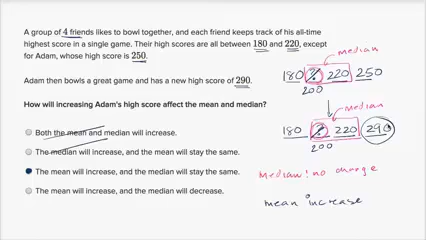 A group of 4 friends likes to bowl together, and each friend keeps track of his all-time
highest score in a single game. Their high scores are all between 180 and 220, except
for Adam, whose high score is 250.
Adam then bowls a great game and has a new high score of 290.
How will increasing Adam's high score affect the mean and median?
Both the mean and median will increase.
The median will increase, and the mean will stay the same.
The mean will increase, and the median will stay the same.
The mean will increase, and the median will decrease.
median
180 ? 220 250
200
median
180 ? 220 290
200
median: no change
mean increase